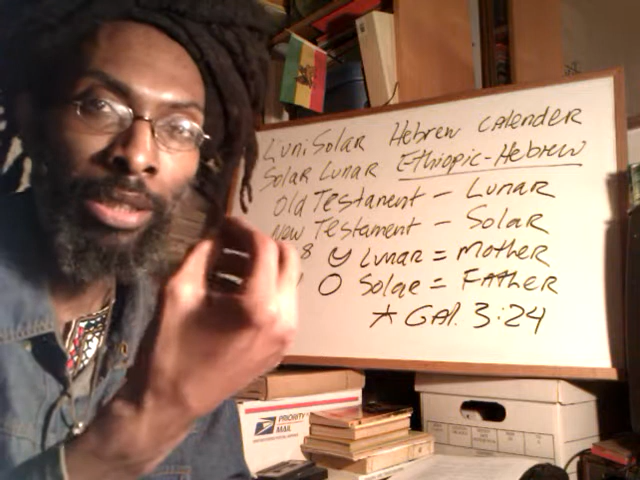 LuniSolar Hebrew Calender
Solar Lunar Ethiopic-Hebrew
Old Testament – Lunar
New Testament – Solar
8 Lunar = Mother
Solar = Father
* GAl. 3:24
PRIORITY
MAIL